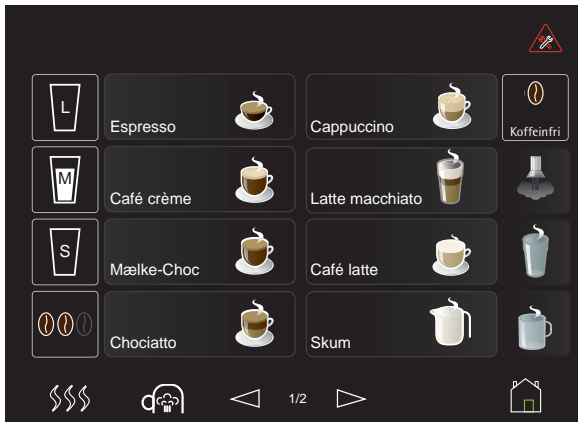 L
Espresso
Cappuccino
Koffeinfri
M
Café crème
Latte macchiato
S
Mælke-Choc
Café latte
Chociatto
Skum
1/2